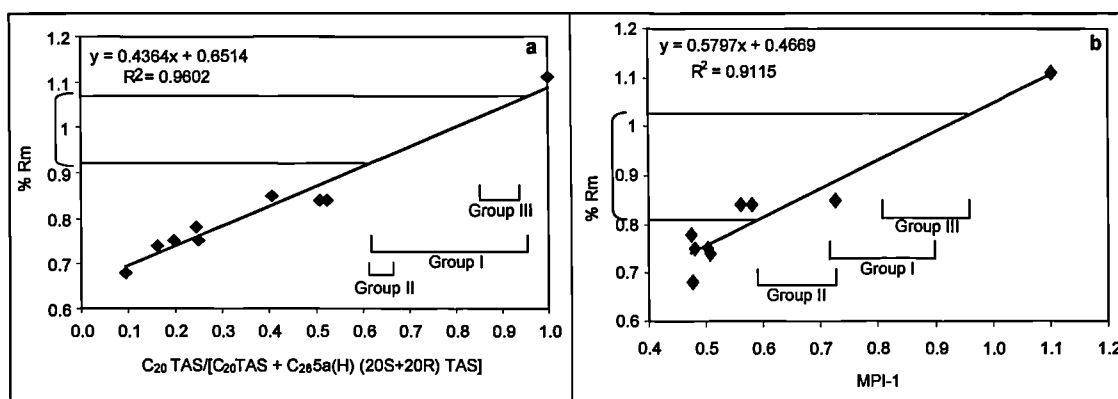 a
y = 0.4364x + 0.6514
R² = 0.9602
1.2
1.1
1
0.9
0.8
0.7
0.6
% Rm
Group III
Group I
Group II
0.0 0.1 0.2 0.3 0.4 0.5 0.6 0.7 0.8 0.9 1.0
C₂₀ TAS/[C₂₀TAS + C₂₈5a(H) (20S+20R) TAS]
b
y = 0.5797x + 0.4669
R² = 0.9115
1.2
1.1
1
0.9
0.8
0.7
0.6
% Rm
Group III
Group I
Group II
0.4 0.5 0.6 0.7 0.8 0.9 1.0 1.1 1.2
MPI-1